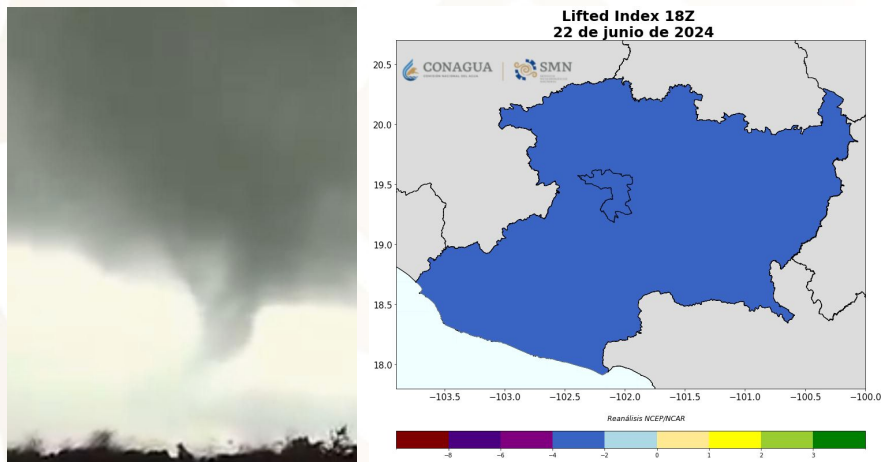 Lifted Index 18Z
22 de junio de 2024
CONAGUA
SMN
20.5
20.0
19.5
19.0
18.5
18.0
−103.5 −103.0 −102.5 −102.0 −101.5 −101.0 −100.5 −100.0
Reanálisis NCEP/NCAR
−8 −6 −4 −2 0 1 2 3